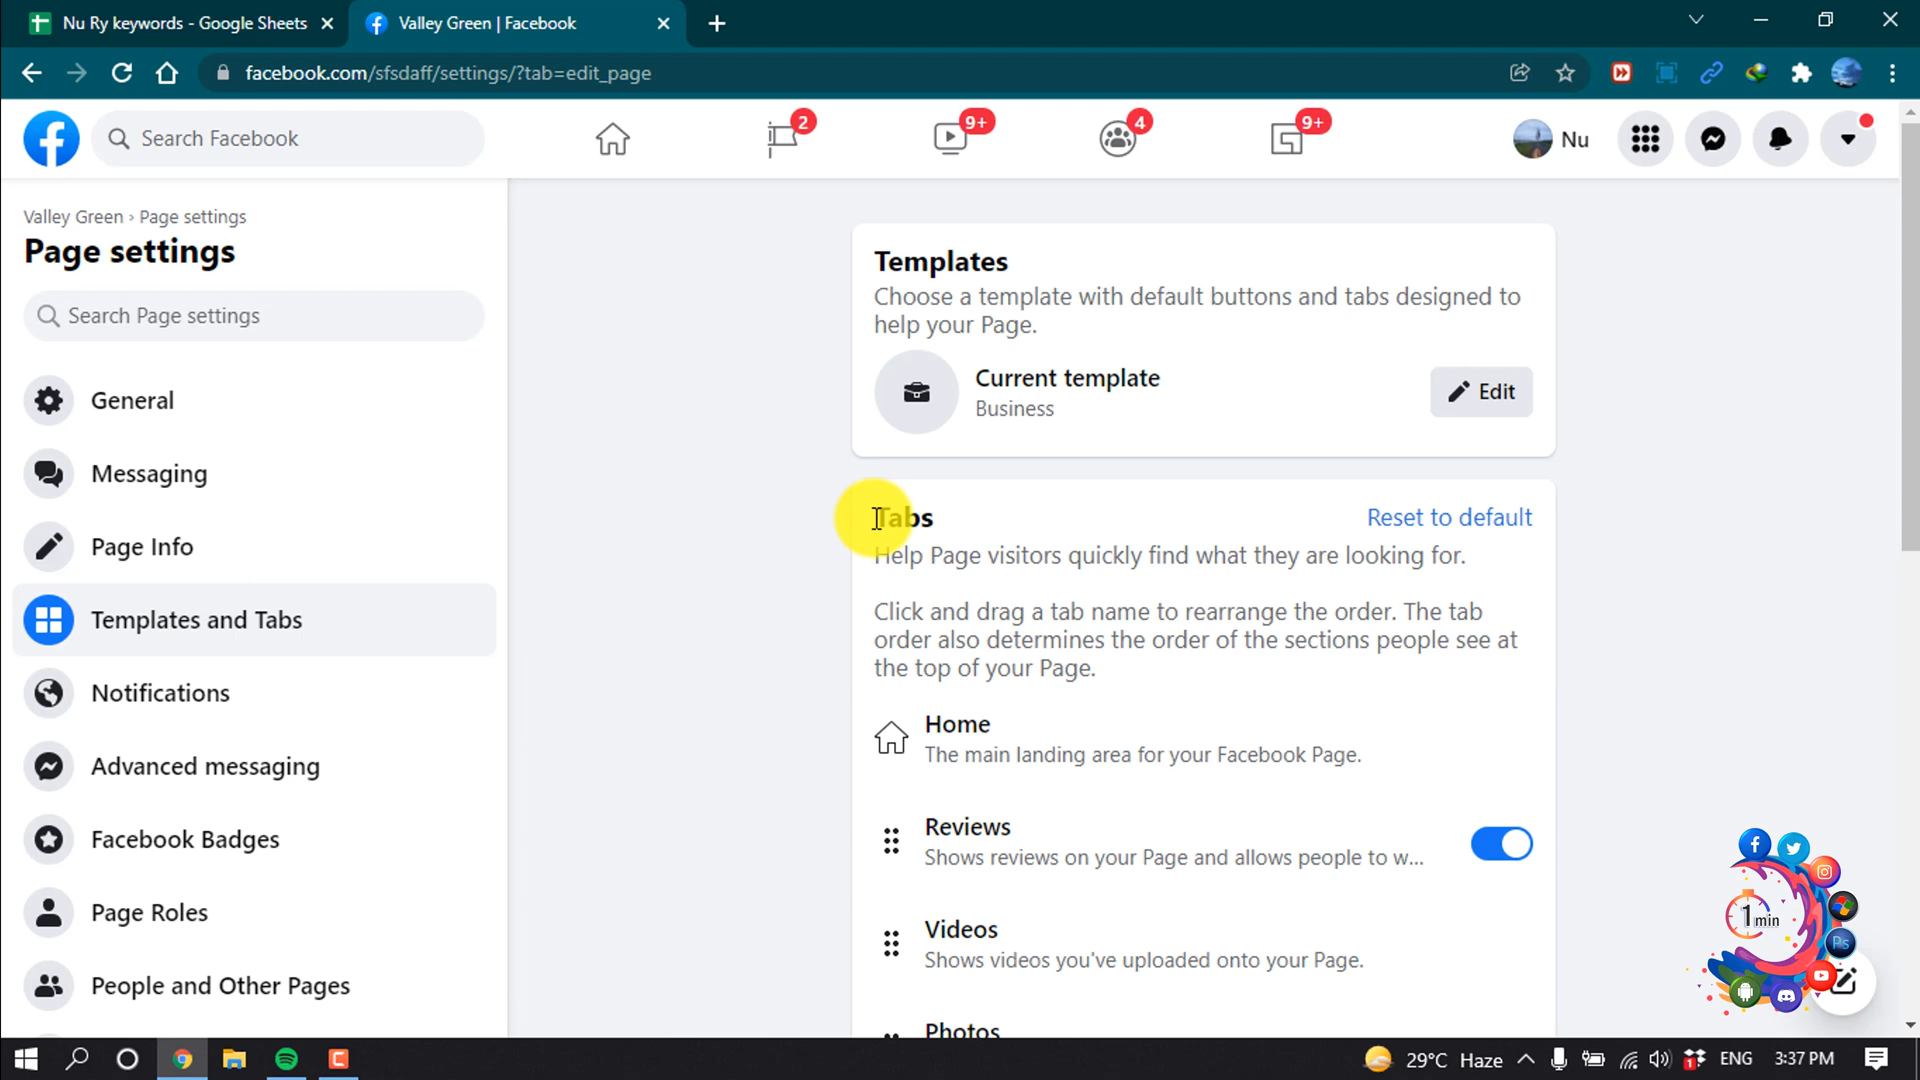 Nu Ry keywords - Google Sheets
Valley Green | Facebook
facebook.com/sfsdaff/settings/?tab=edit_page
Search Facebook
2
9+
4
9+
Nu
Valley Green › Page settings
Page settings
Search Page settings
General
Messaging
Page Info
Templates and Tabs
Notifications
Advanced messaging
Facebook Badges
Page Roles
People and Other Pages
Templates
Choose a template with default buttons and tabs designed to
help your Page.
Current template
Business
Edit
Tabs
Reset to default
Help Page visitors quickly find what they are looking for.
Click and drag a tab name to rearrange the order. The tab
order also determines the order of the sections people see at
the top of your Page.
Home
The main landing area for your Facebook Page.
Reviews
Shows reviews on your Page and allows people to w...
Videos
Shows videos you've uploaded onto your Page.
Photos
1 min
Ps
29°C Haze
1
ENG
3:37 PM